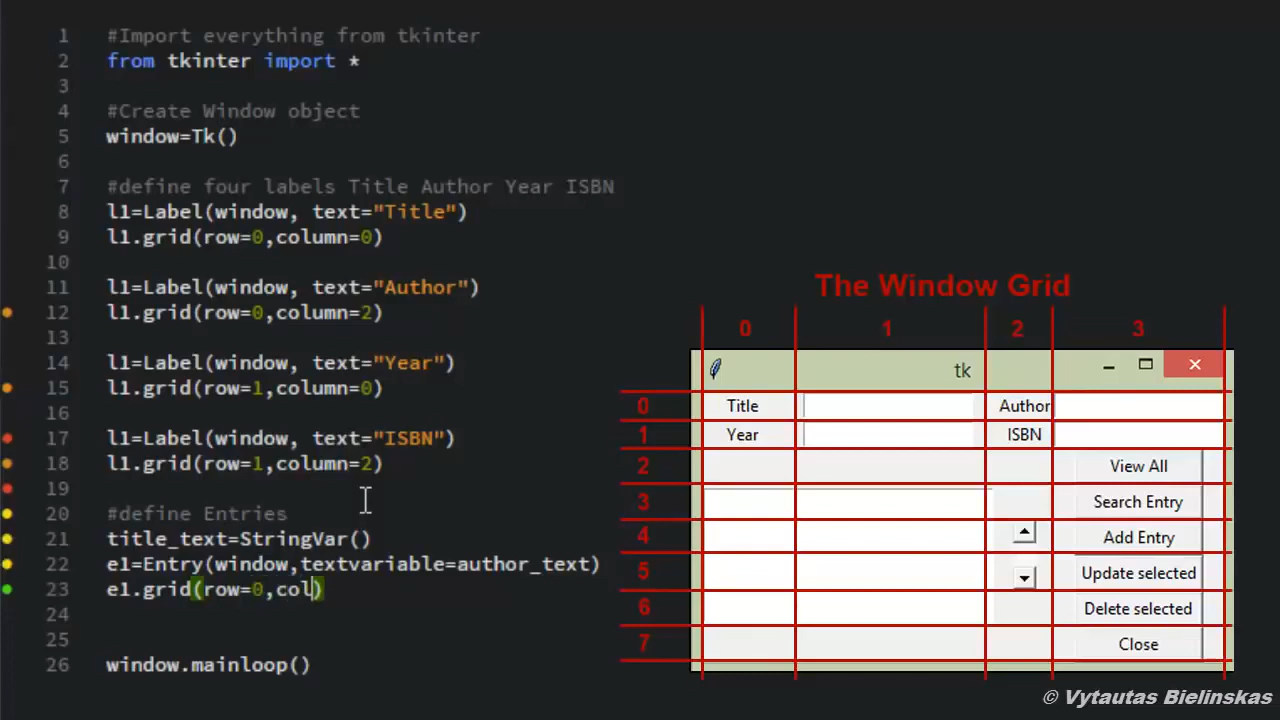 1 #Import everything from tkinter
2 from tkinter import *
3
4 #Create Window object
5 window=Tk()
6
7 #define four labels Title Author Year ISBN
8 l1=Label(window, text="Title")
9 l1.grid(row=0,column=0)
10
11 l1=Label(window, text="Author")
12 l1.grid(row=0,column=2)
13
14 l1=Label(window, text="Year")
15 l1.grid(row=1,column=0)
16
17 l1=Label(window, text="ISBN")
18 l1.grid(row=1,column=2)
19
20 #define Entries
21 title_text=StringVar()
22 e1=Entry(window,textvariable=author_text)
23 e1.grid(row=0,col)
24
25
26 window.mainloop()
The Window Grid
0 1 2 3
tk
0 Title Author
1 Year ISBN
2 View All
3 Search Entry
4 Add Entry
5 Update selected
6 Delete selected
7 Close
© Vytautas Bielinskas